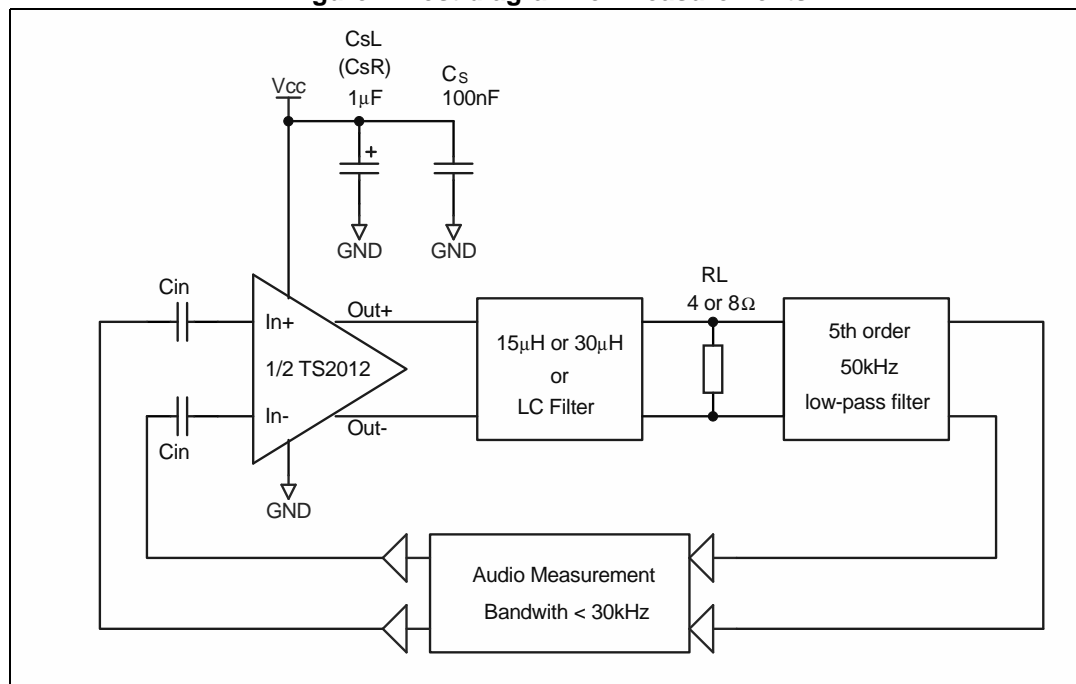 CsL
(CsR)
1μF
Cs
100nF
Vcc
+
GND
GND
Cin
In+
Out+
1/2 TS2012
In-
Out-
Cin
GND
15μH or 30μH
or
LC Filter
RL
4 or 8Ω
5th order
50kHz
low-pass filter
Audio Measurement
Bandwith < 30kHz